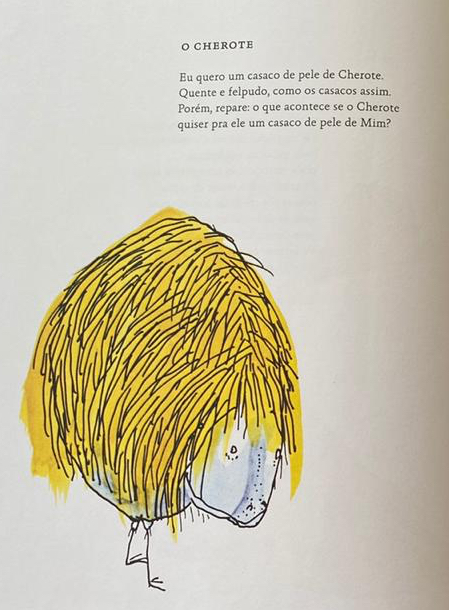 O CHEROTE
Eu quero um casaco de pele de Cherote.
Quente e felpudo, como os casacos assim.
Porém, repare: o que acontece se o Cherote
quiser pra ele um casaco de pele de Mim?